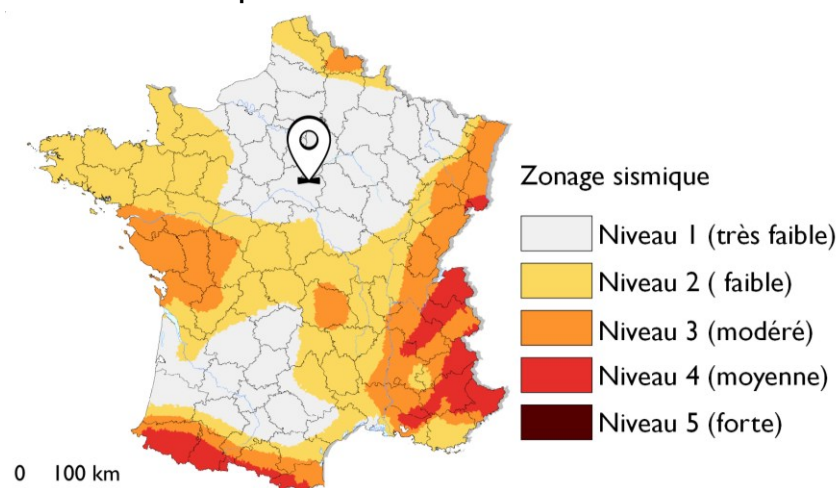 Zonage sismique
Niveau 1 (très faible)
Niveau 2 ( faible)
Niveau 3 (modéré)
Niveau 4 (moyenne)
Niveau 5 (forte)
0 100 km